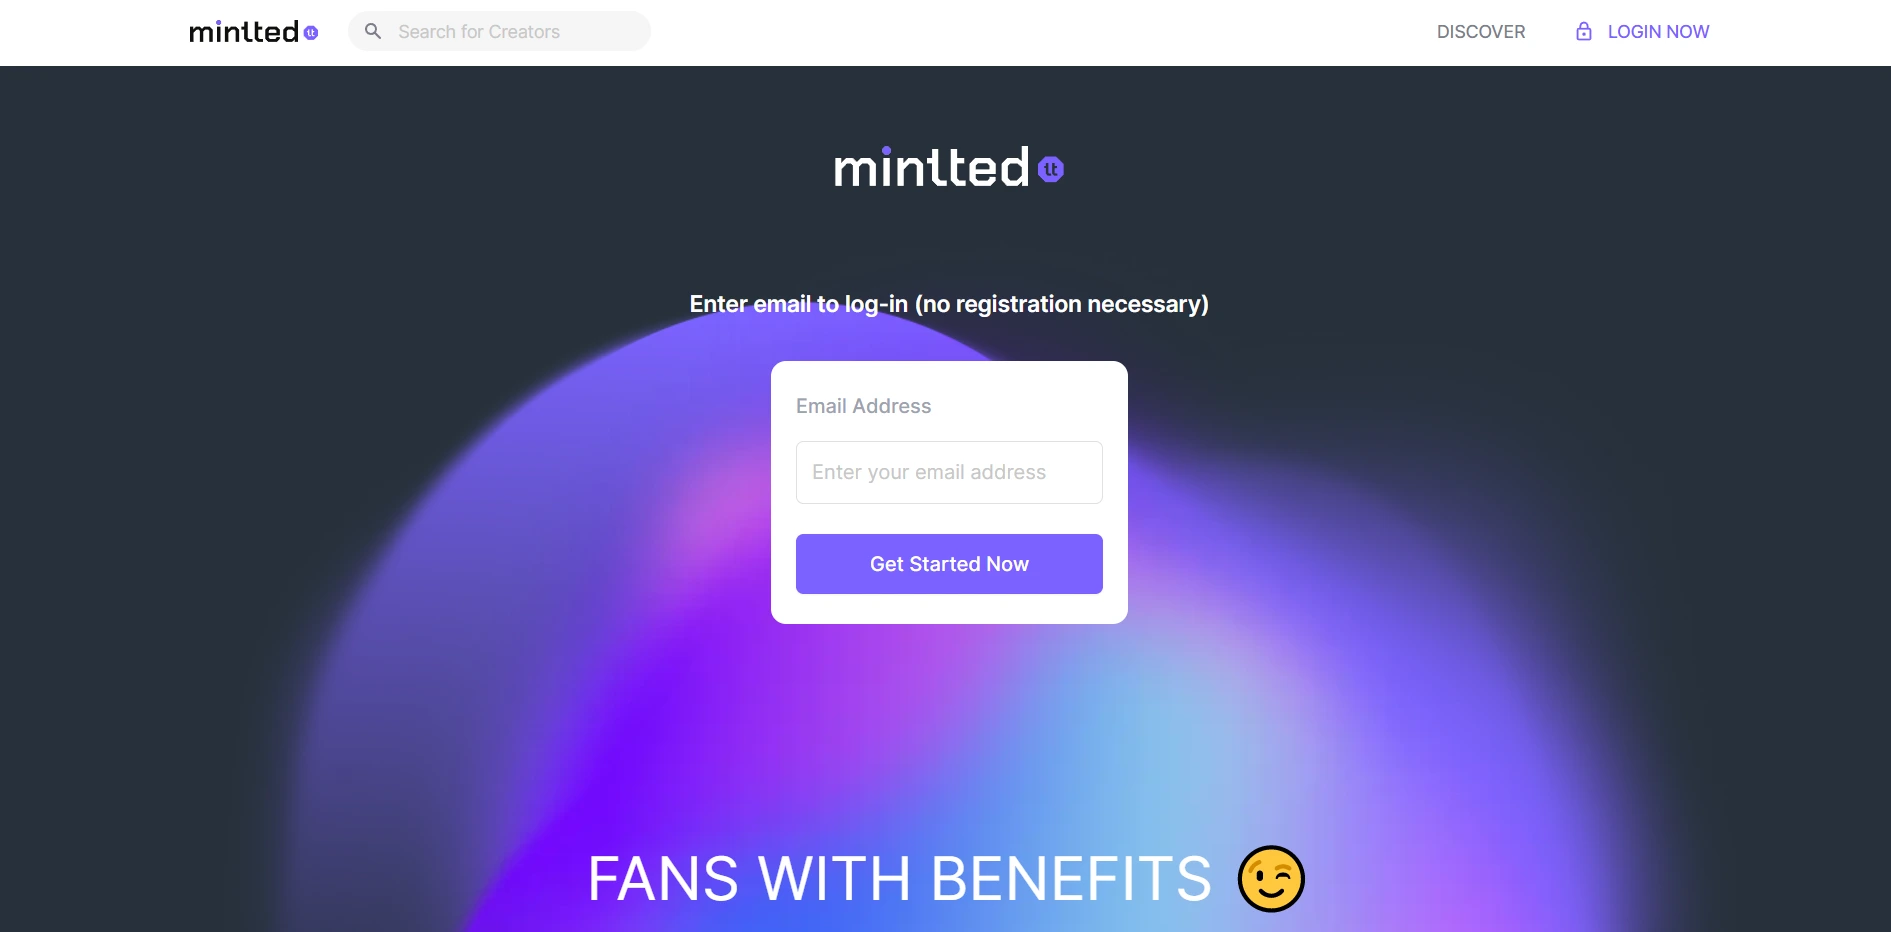 mintted tt
Search for Creators
DISCOVER
LOGIN NOW
mintted tt
Enter email to log-in (no registration necessary)
Email Address
Enter your email address
Get Started Now
FANS WITH BENEFITS 😉